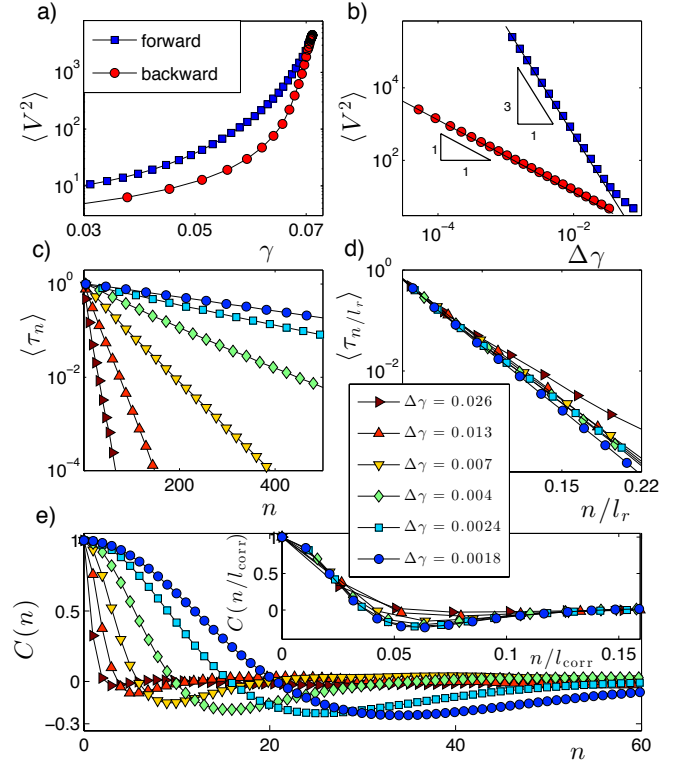 a)
forward
backward
⟨V²⟩
10³
10²
10¹
0.03
0.05
0.07
γ
b)
⟨V²⟩
10⁴
10²
3
1
1
1
10⁻⁴
10⁻²
Δγ
c)
⟨τₙ⟩
10⁰
10⁻²
10⁻⁴
200
400
n
d)
⟨τ_{n/l_r}⟩
10⁰
10⁻²
0.15
0.22
n/l_r
Δγ = 0.026
Δγ = 0.013
Δγ = 0.007
Δγ = 0.004
Δγ = 0.0024
Δγ = 0.0018
e)
C(n)
1
0.5
0
−0.3
0
20
40
60
n
C(n/l_corr)
1
0.5
0
0
0.05
0.1
n/l_corr